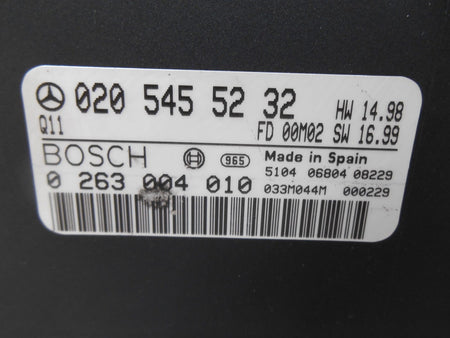 020 545 52 32 HW 14.98
Q11 FD 00M02 SW 16.99
BOSCH 965 Made in Spain
5104 06804 08229
0 263 004 010 033M044M 000229